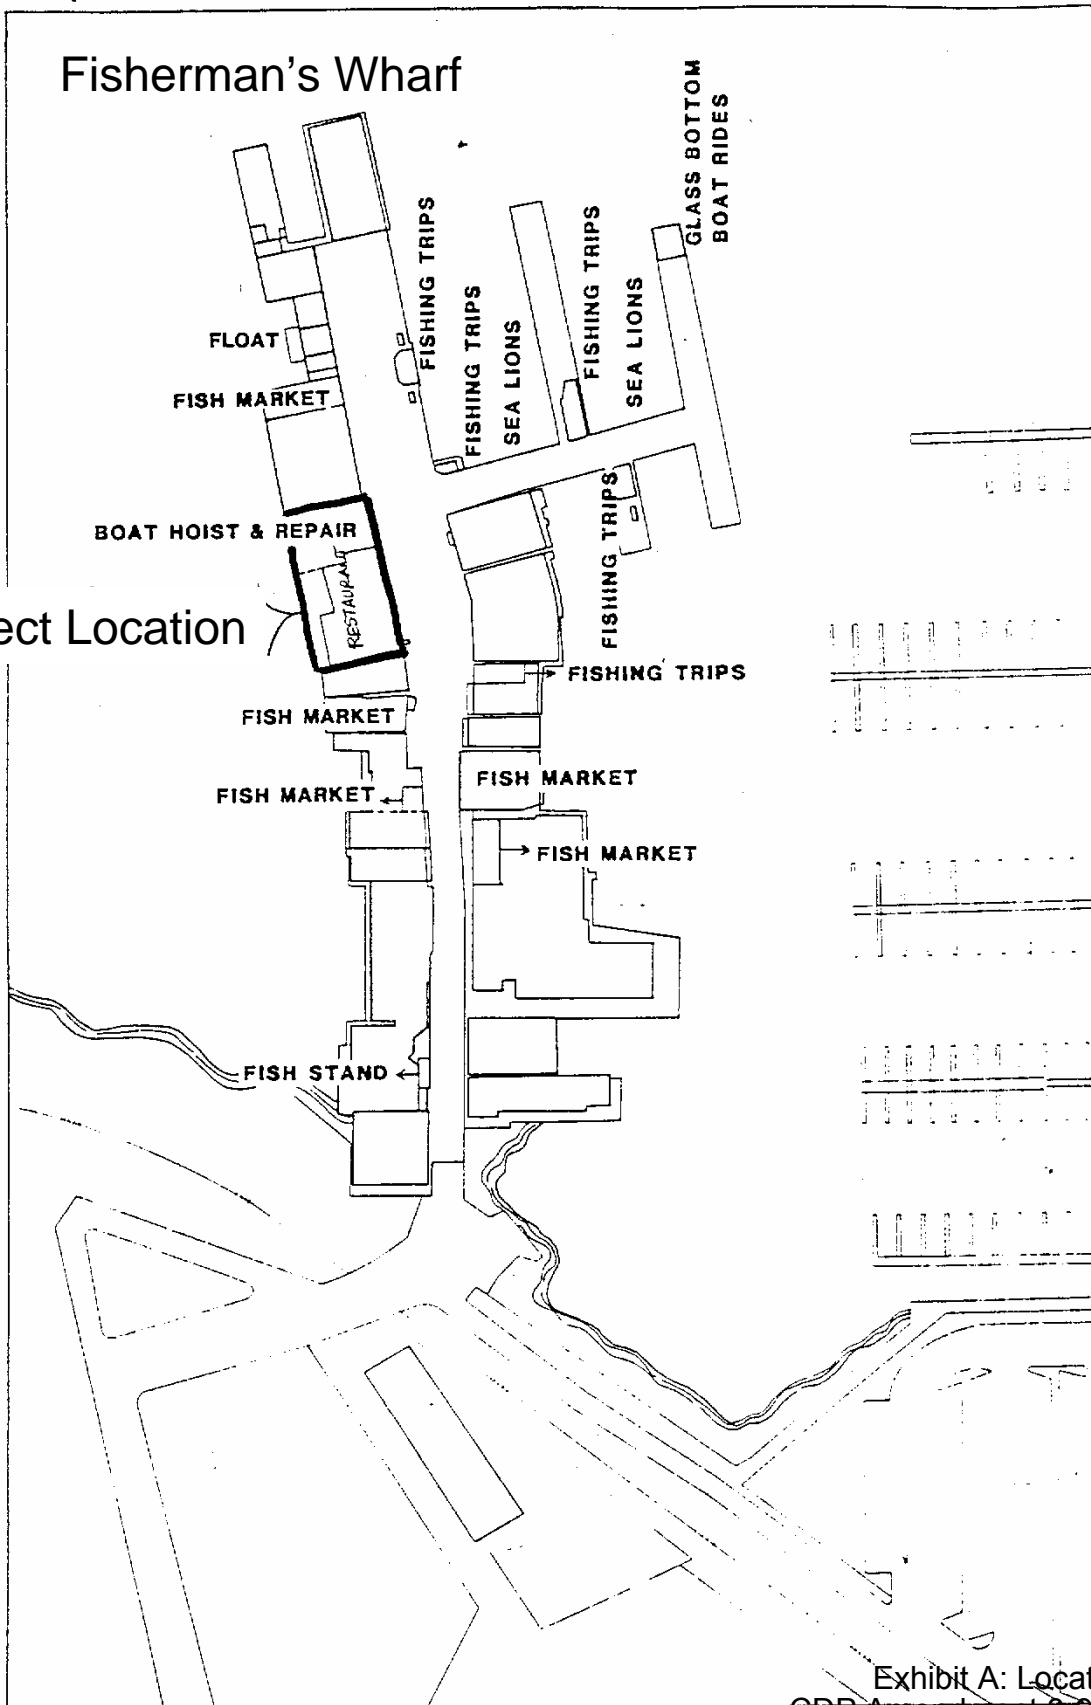 Fisherman's Wharf
GLASS BOTTOM
BOAT RIDES
FISHING TRIPS
FISHING TRIPS
SEA LIONS
FISHING TRIPS
SEA LIONS
FLOAT
FISH MARKET
BOAT HOIST & REPAIR
RESTAURANT
FISHING TRIPS
ect Location
FISHING TRIPS
FISH MARKET
FISH MARKET
FISH MARKET
FISH MARKET
FISH STAND
Exhibit A: Locat